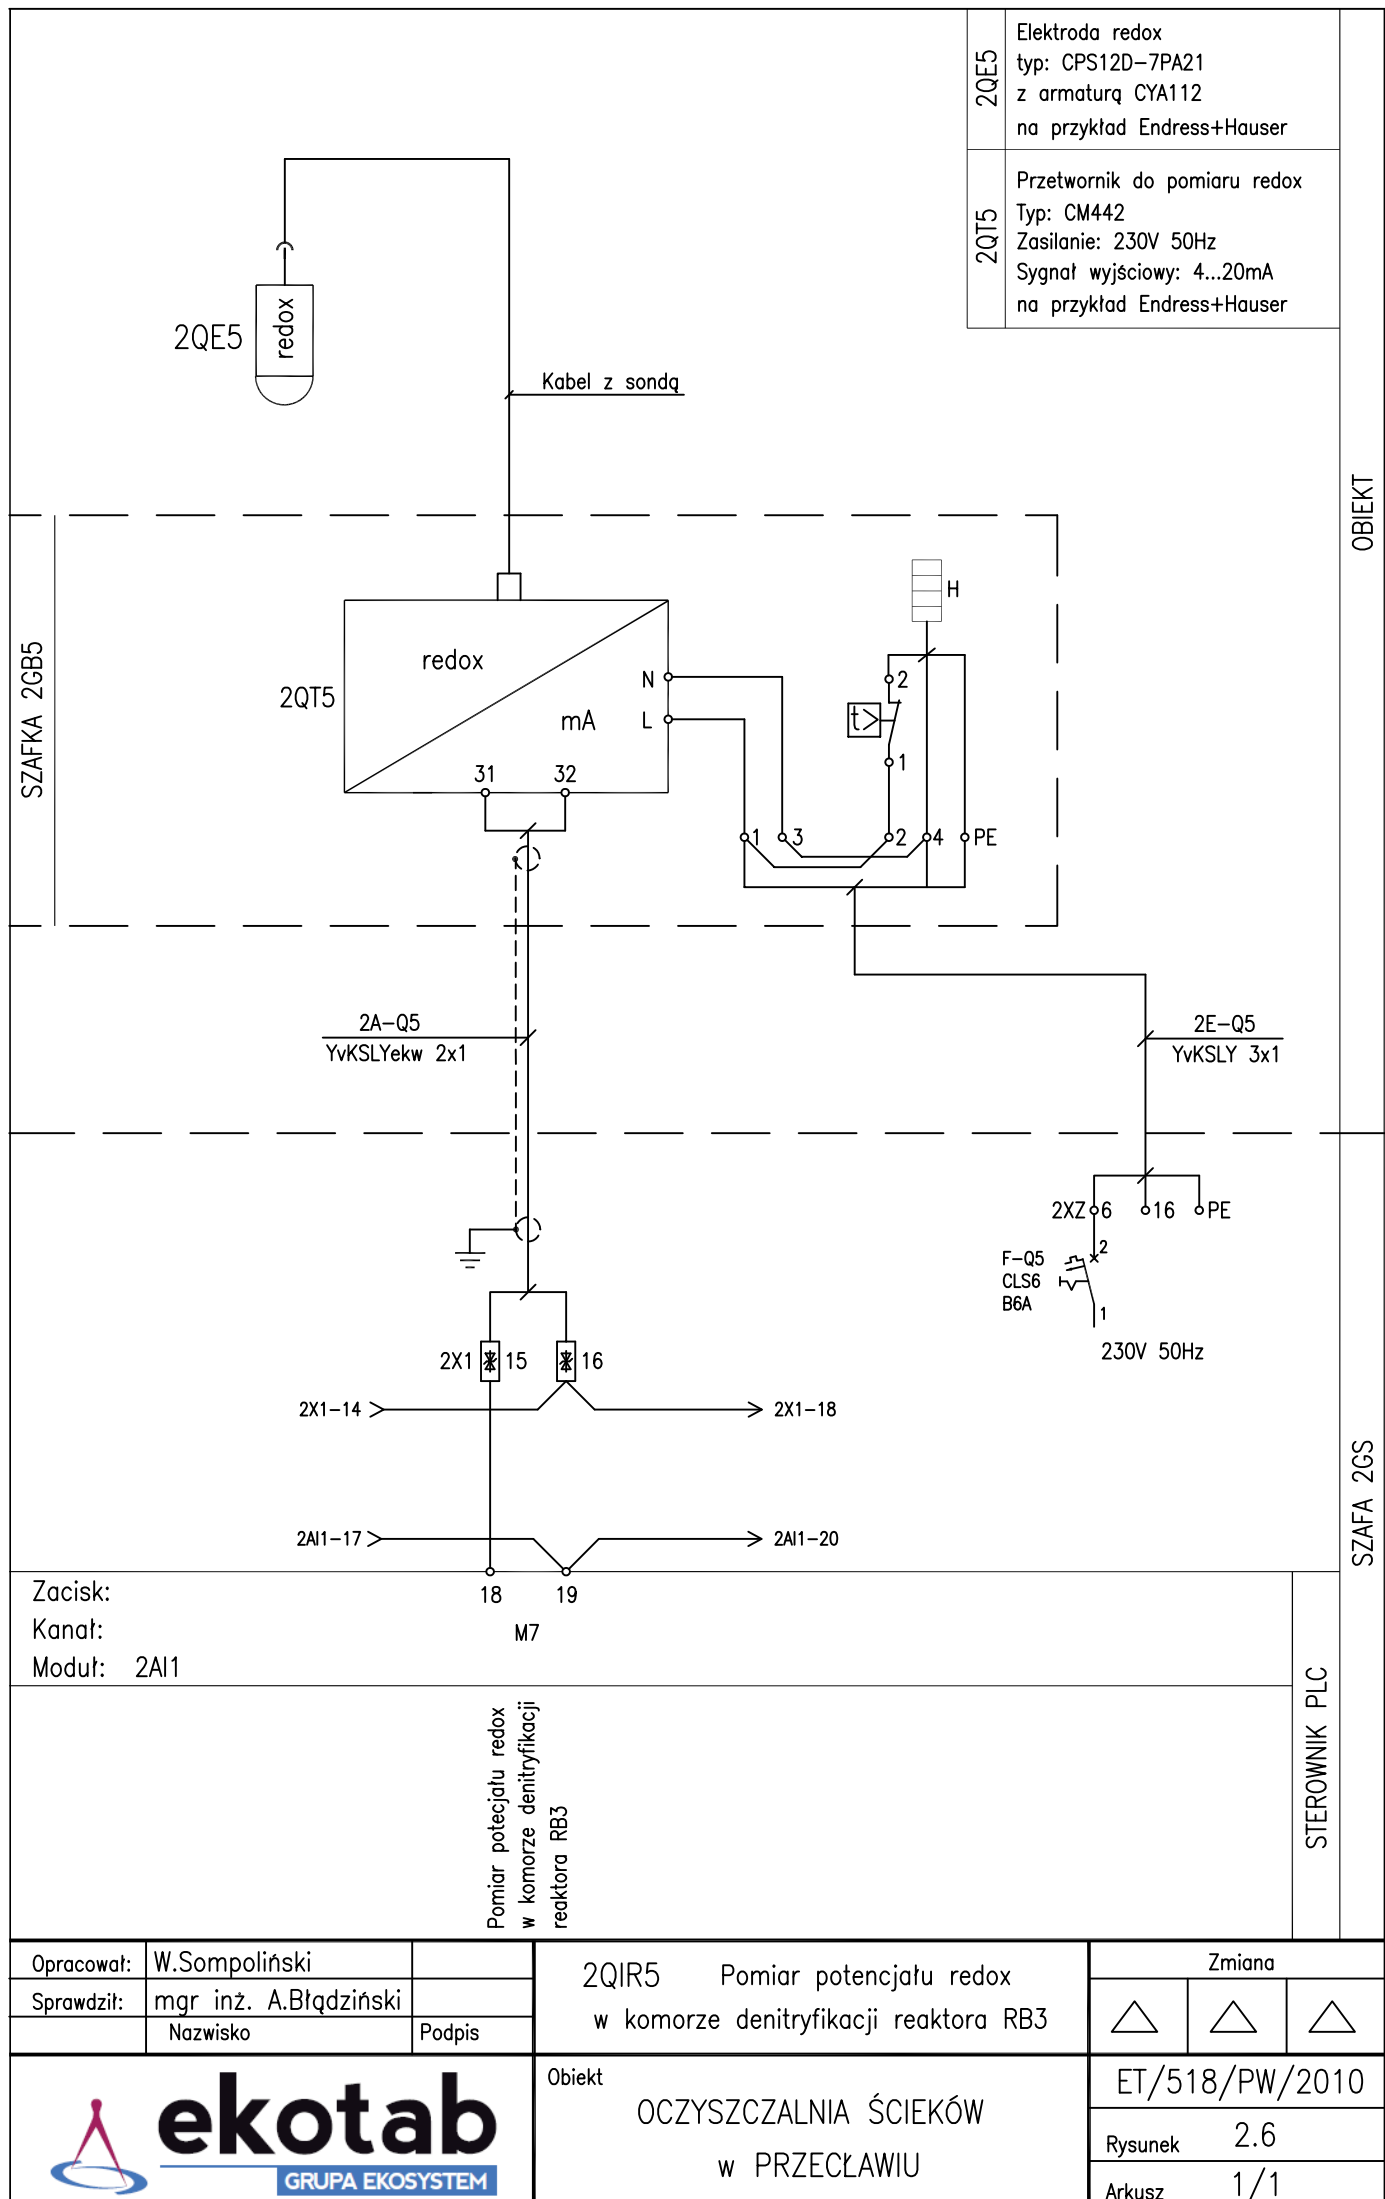 2QE5
Elektroda redox
typ: CPS12D-7PA21
z armaturą CYA112
na przykład Endress+Hauser
2QT5
Przetwornik do pomiaru redox
Typ: CM442
Zasilanie: 230V 50Hz
Sygnał wyjściowy: 4...20mA
na przykład Endress+Hauser
OBIEKT
2QE5
redox
Kabel z sondą
SZAFKA 2GB5
H
redox
2QT5
mA
N
L
31
32
2
t>
1
1
3
2
4
PE
2A-Q5
YvKSLYekw 2x1
2E-Q5
YvKSLY 3x1
2XZ
6
16
PE
F-Q5
CLS6
B6A
2
1
230V 50Hz
2X1
15
16
2X1-14
2X1-18
2AI1-17
2AI1-20
SZAFA 2GS
Zacisk:
18
19
Kanał:
M7
Moduł: 2AI1
STEROWNIK PLC
Pomiar potecjału redox
w komorze denitryfikacji
reaktora RB3
Opracował:
W.Sompoliński
Sprawdził:
mgr inż. A.Błądziński
Nazwisko
Podpis
2QIR5 Pomiar potencjału redox
w komorze denitryfikacji reaktora RB3
Zmiana
ekotab
GRUPA EKOSYSTEM
Obiekt
OCZYSZCZALNIA ŚCIEKÓW
w PRZECŁAWIU
ET/518/PW/2010
Rysunek 2.6
Arkusz 1/1